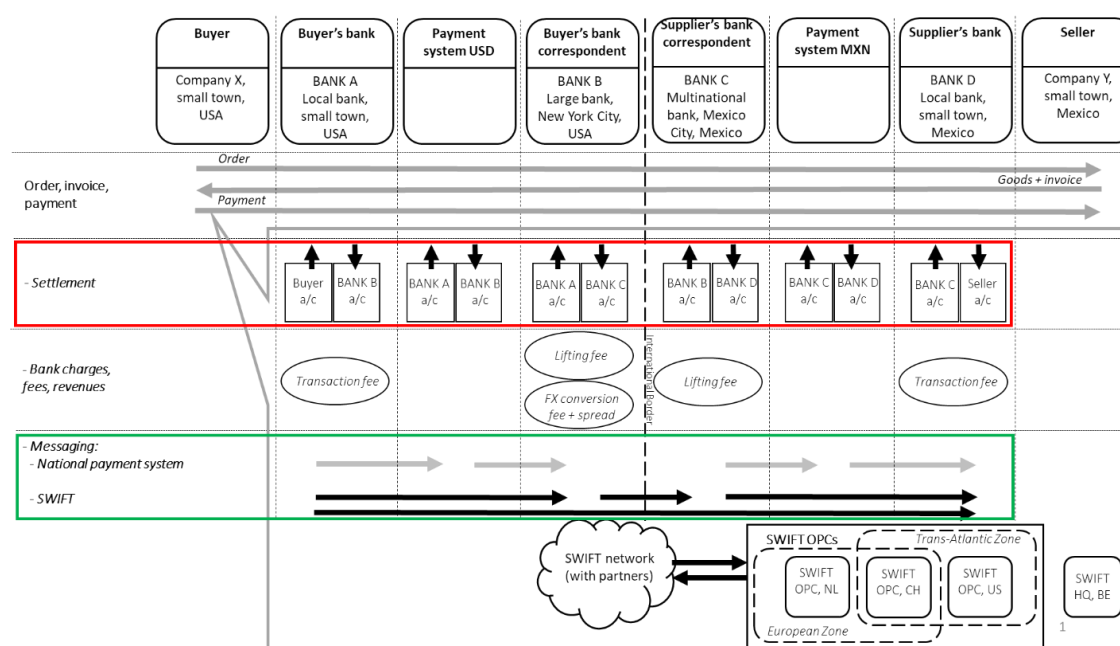 Buyer
Company X,
small town,
USA
Buyer's bank
BANK A
Local bank,
small town,
USA
Payment
system USD
Buyer's bank
correspondent
BANK B
Large bank,
New York City,
USA
Supplier's bank
correspondent
BANK C
Multinational
bank, Mexico
City, Mexico
Payment
system MXN
Supplier's bank
BANK D
Local bank,
small town,
Mexico
Seller
Company Y,
small town,
Mexico
Order, invoice,
payment
Order
Goods + invoice
Payment
- Settlement
Buyer
a/c
BANK B
a/c
BANK A
a/c
BANK B
a/c
BANK A
a/c
BANK C
a/c
BANK B
a/c
BANK D
a/c
BANK C
a/c
BANK D
a/c
BANK C
a/c
Seller
a/c
- Bank charges,
fees, revenues
Transaction fee
Lifting fee
FX conversion
fee + spread
International Border
Lifting fee
Transaction fee
- Messaging:
- National payment system
- SWIFT
SWIFT network
(with partners)
SWIFT OPCs
Trans-Atlantic Zone
SWIFT
OPC, NL
SWIFT
OPC, CH
SWIFT
OPC, US
European Zone
SWIFT
HQ, BE
1